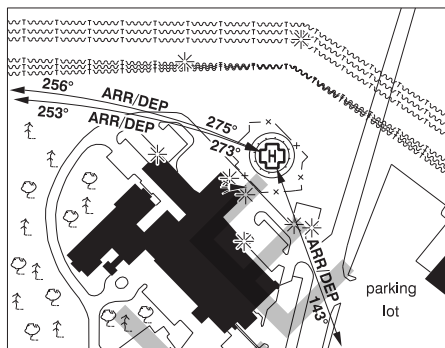 256°
ARR/DEP
253°
ARR/DEP
275°
273°
H
ARR/DEP
143°
parking
lot